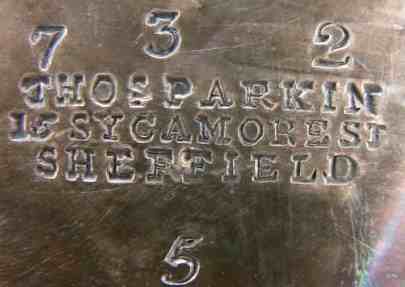 7 3 2
THOS PARKIN
15 SYCAMORE ST
SHEFFIELD
5